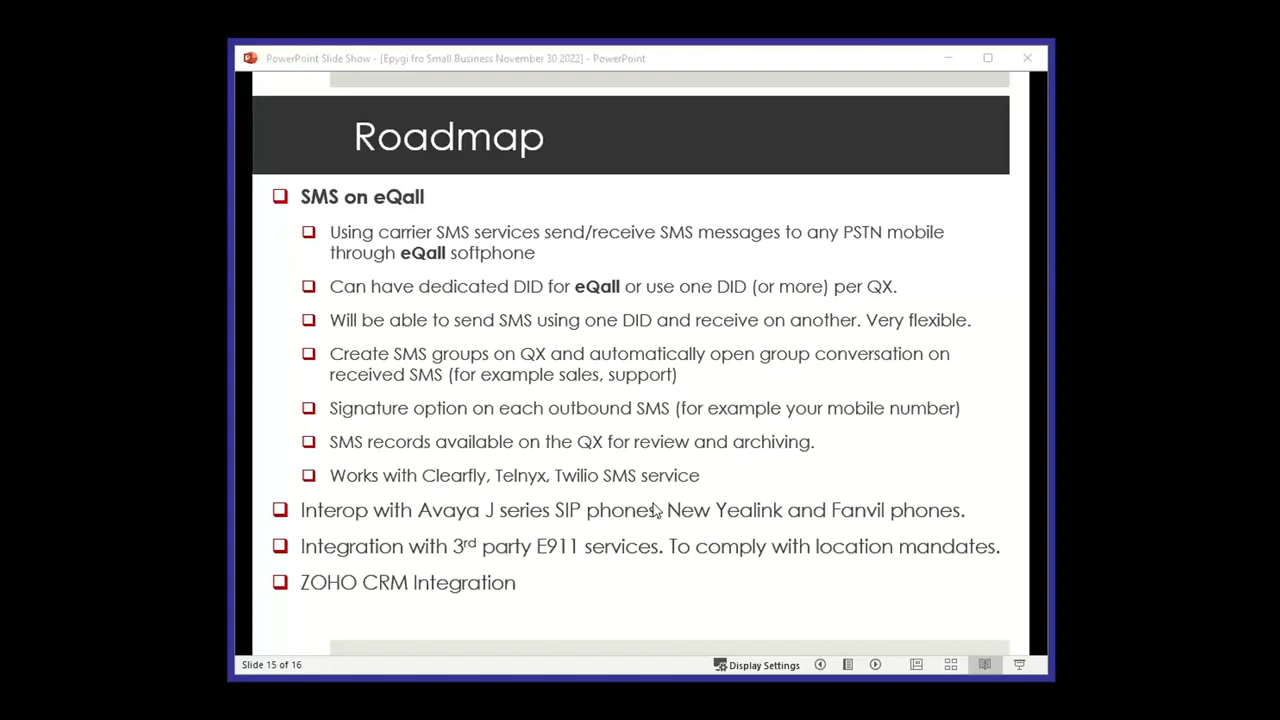 PowerPoint Slide Show - [Epygi fro Small Business November 30 2022] - PowerPoint
Roadmap
SMS on eQall
Using carrier SMS services send/receive SMS messages to any PSTN mobile
through eQall softphone
Can have dedicated DID for eQall or use one DID (or more) per QX.
Will be able to send SMS using one DID and receive on another. Very flexible.
Create SMS groups on QX and automatically open group conversation on
received SMS (for example sales, support)
Signature option on each outbound SMS (for example your mobile number)
SMS records available on the QX for review and archiving.
Works with Clearfly, Telnyx, Twilio SMS service
Interop with Avaya J series SIP phones. New Yealink and Fanvil phones.
Integration with 3rd party E911 services. To comply with location mandates.
ZOHO CRM Integration
Slide 15 of 16
Display Settings